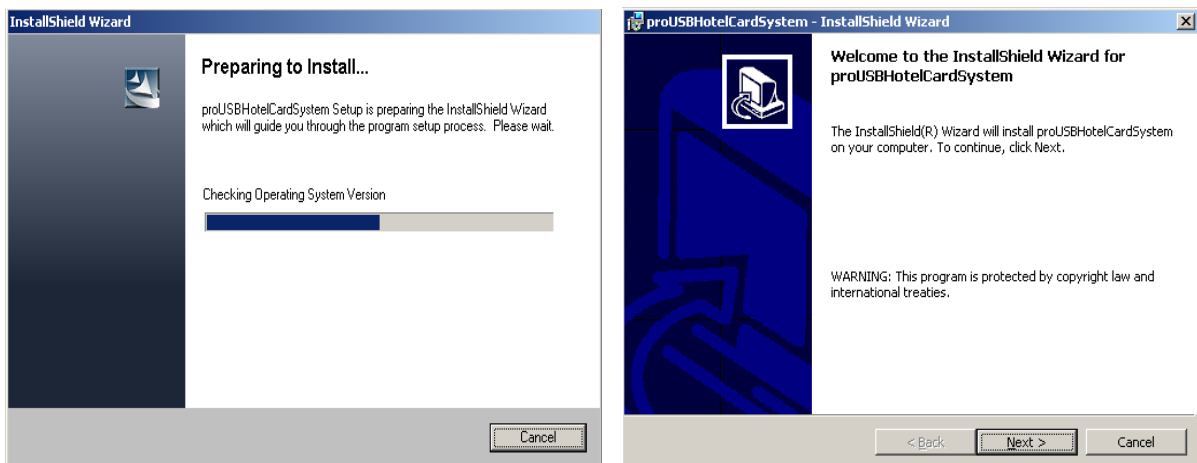 InstallShield Wizard
Preparing to Install...
proUSBHotelCardSystem Setup is preparing the InstallShield Wizard
which will guide you through the program setup process. Please wait.
Checking Operating System Version
Cancel
proUSBHotelCardSystem - InstallShield Wizard
Welcome to the InstallShield Wizard for
proUSBHotelCardSystem
The InstallShield(R) Wizard will install proUSBHotelCardSystem
on your computer. To continue, click Next.
WARNING: This program is protected by copyright law and
international treaties.
< Back
Next >
Cancel